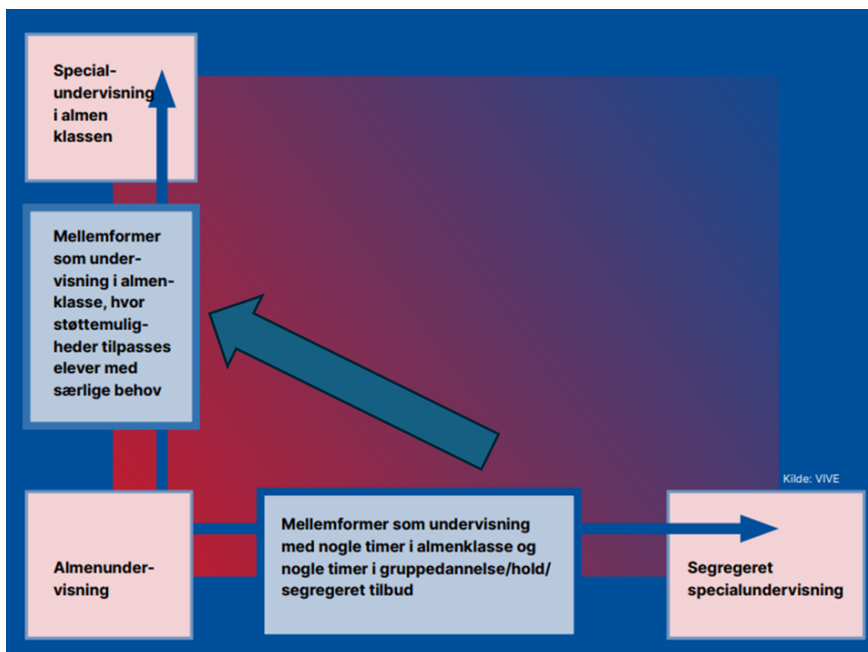 Special-
undervisning
i almen
klassen
Mellemformer
som under-
visning i almen-
klasse, hvor
støttemulig-
heder tilpasses
elever med
særlige behov
Kilde: VIVE
Almenunder-
visning
Mellemformer som undervisning
med nogle timer i almenklasse og
nogle timer i gruppedannelse/hold/
segregeret tilbud
Segregeret
specialundervisning